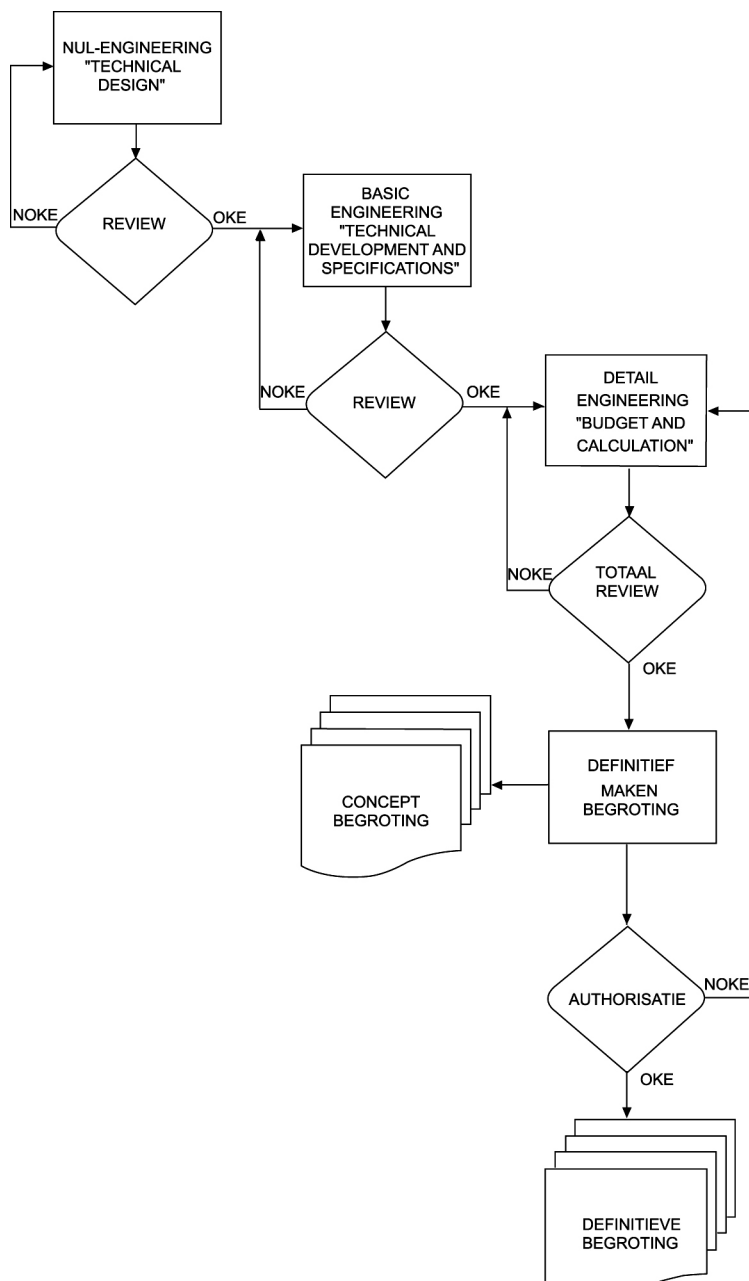 NUL-ENGINEERING
"TECHNICAL
DESIGN"
NOKE
REVIEW
OKE
BASIC
ENGINEERING
"TECHNICAL
DEVELOPMENT AND
SPECIFICATIONS"
NOKE
REVIEW
OKE
DETAIL
ENGINEERING
"BUDGET AND
CALCULATION"
NOKE
TOTAAL
REVIEW
OKE
CONCEPT
BEGROTING
DEFINITIEF
MAKEN
BEGROTING
AUTHORISATIE
NOKE
OKE
DEFINITIEVE
BEGROTING